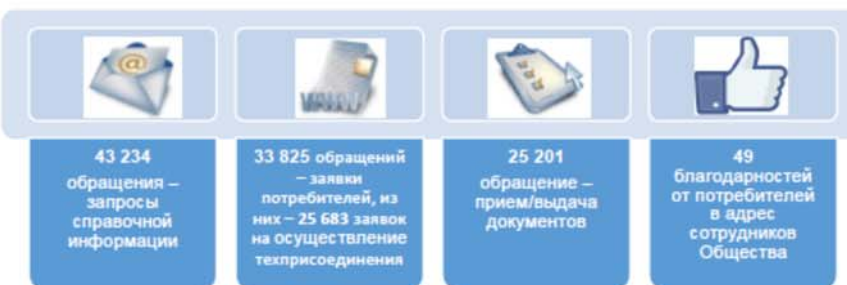 43 234
обращения –
запросы
справочной
информации
33 825 обращений
– заявки
потребителей, из
них – 25 683 заявок
на осуществление
техприсоединения
25 201
обращение –
прием/выдача
документов
49
благодарностей
от потребителей
в адрес
сотрудников
Общества